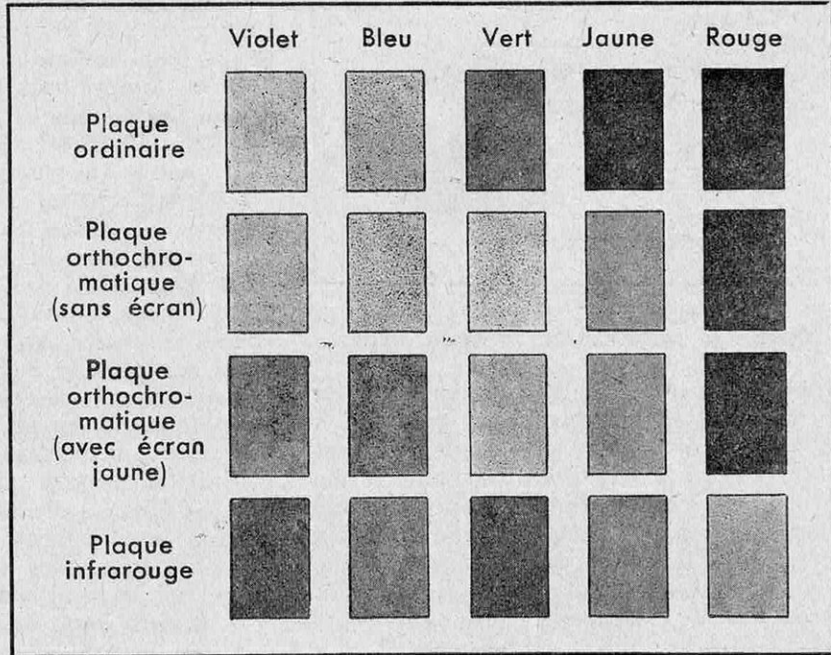 Violet Bleu Vert Jaune Rouge
Plaque
ordinaire
Plaque
orthochro-
matique
(sans écran)
Plaque
orthochro-
matique
(avec écran
jaune)
Plaque
infrarouge